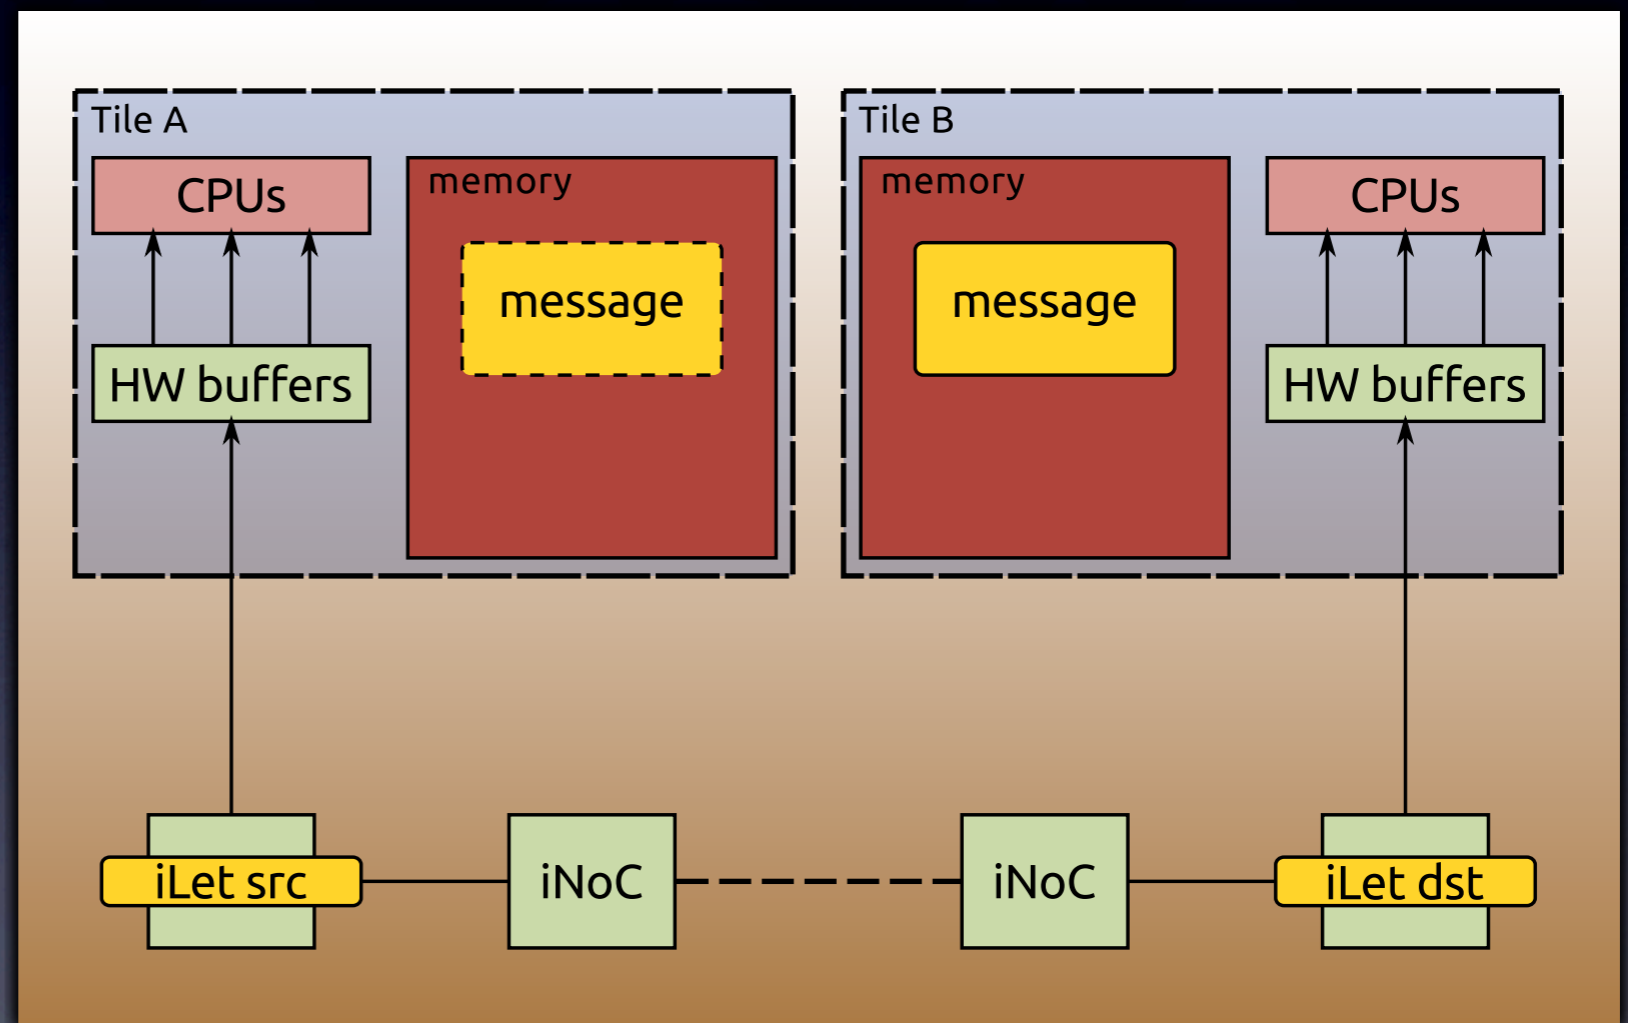 Tile A
CPUs
memory
message
HW buffers
Tile B
memory
message
CPUs
HW buffers
iLet src
iNoC
iNoC
iLet dst